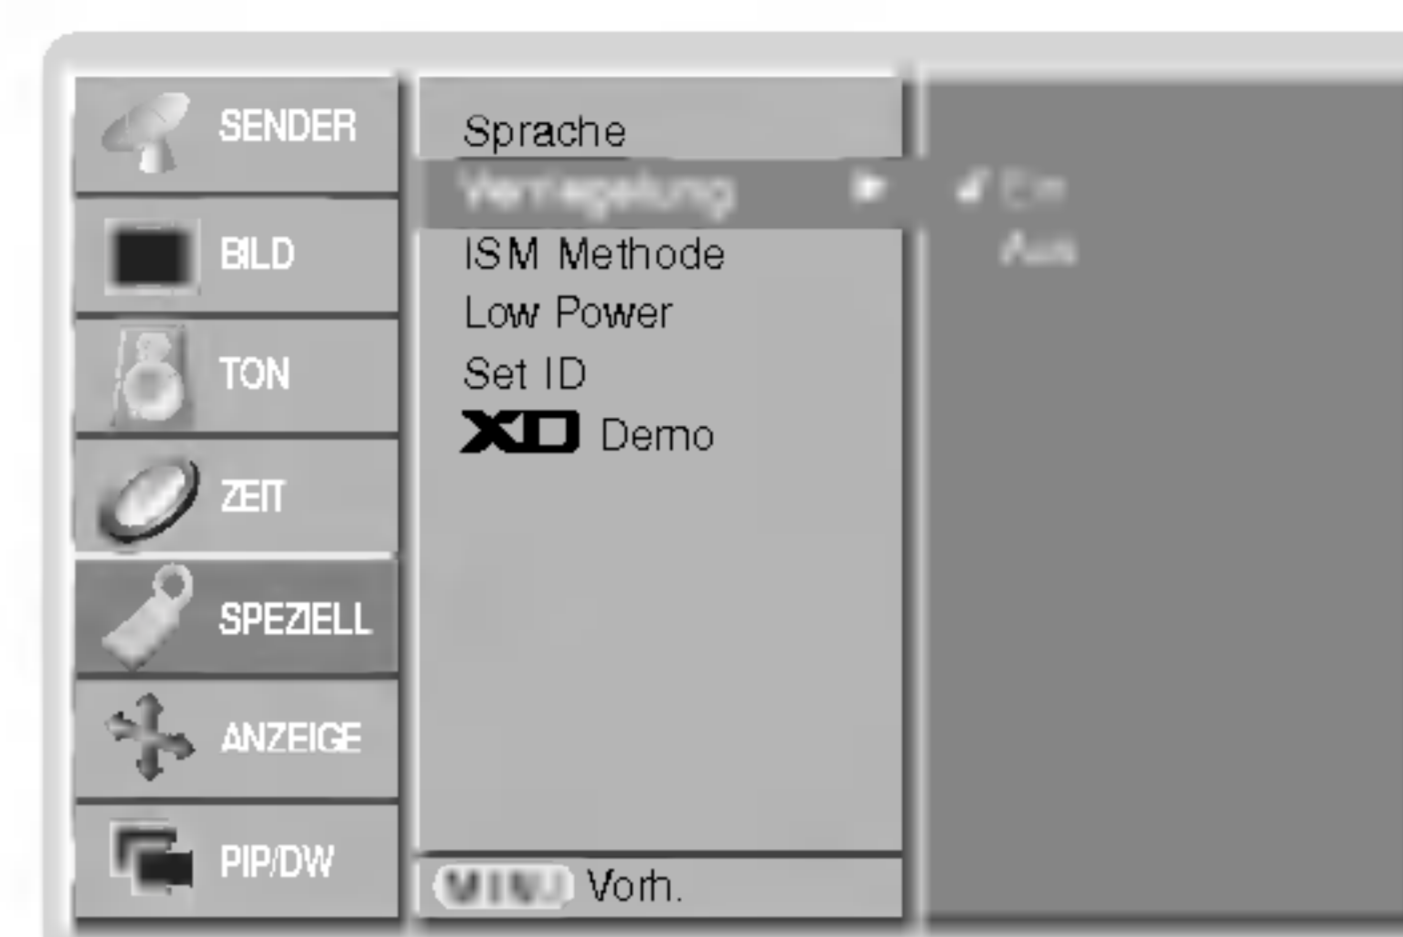 SENDER
BILD
TON
ZEIT
SPEZIELL
ANZEIGE
PIP/DW
Sprache
Verriegelung
ISM Methode
Low Power
Set ID
XD Demo
MENU Vorh.
Ein
Aus